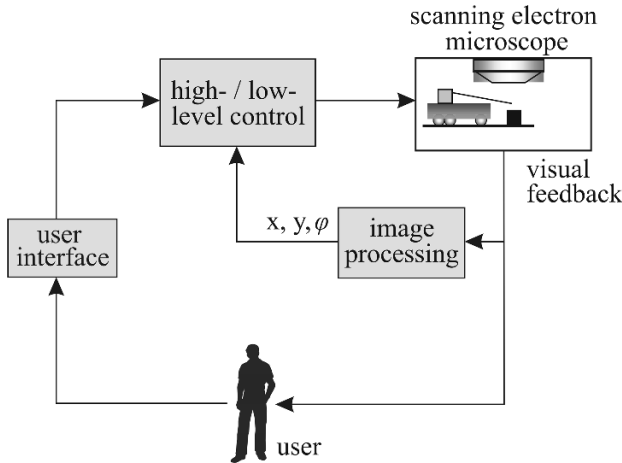 scanning electron
microscope
high- / low-
level control
visual
feedback
x, y, φ
image
processing
user
interface
user